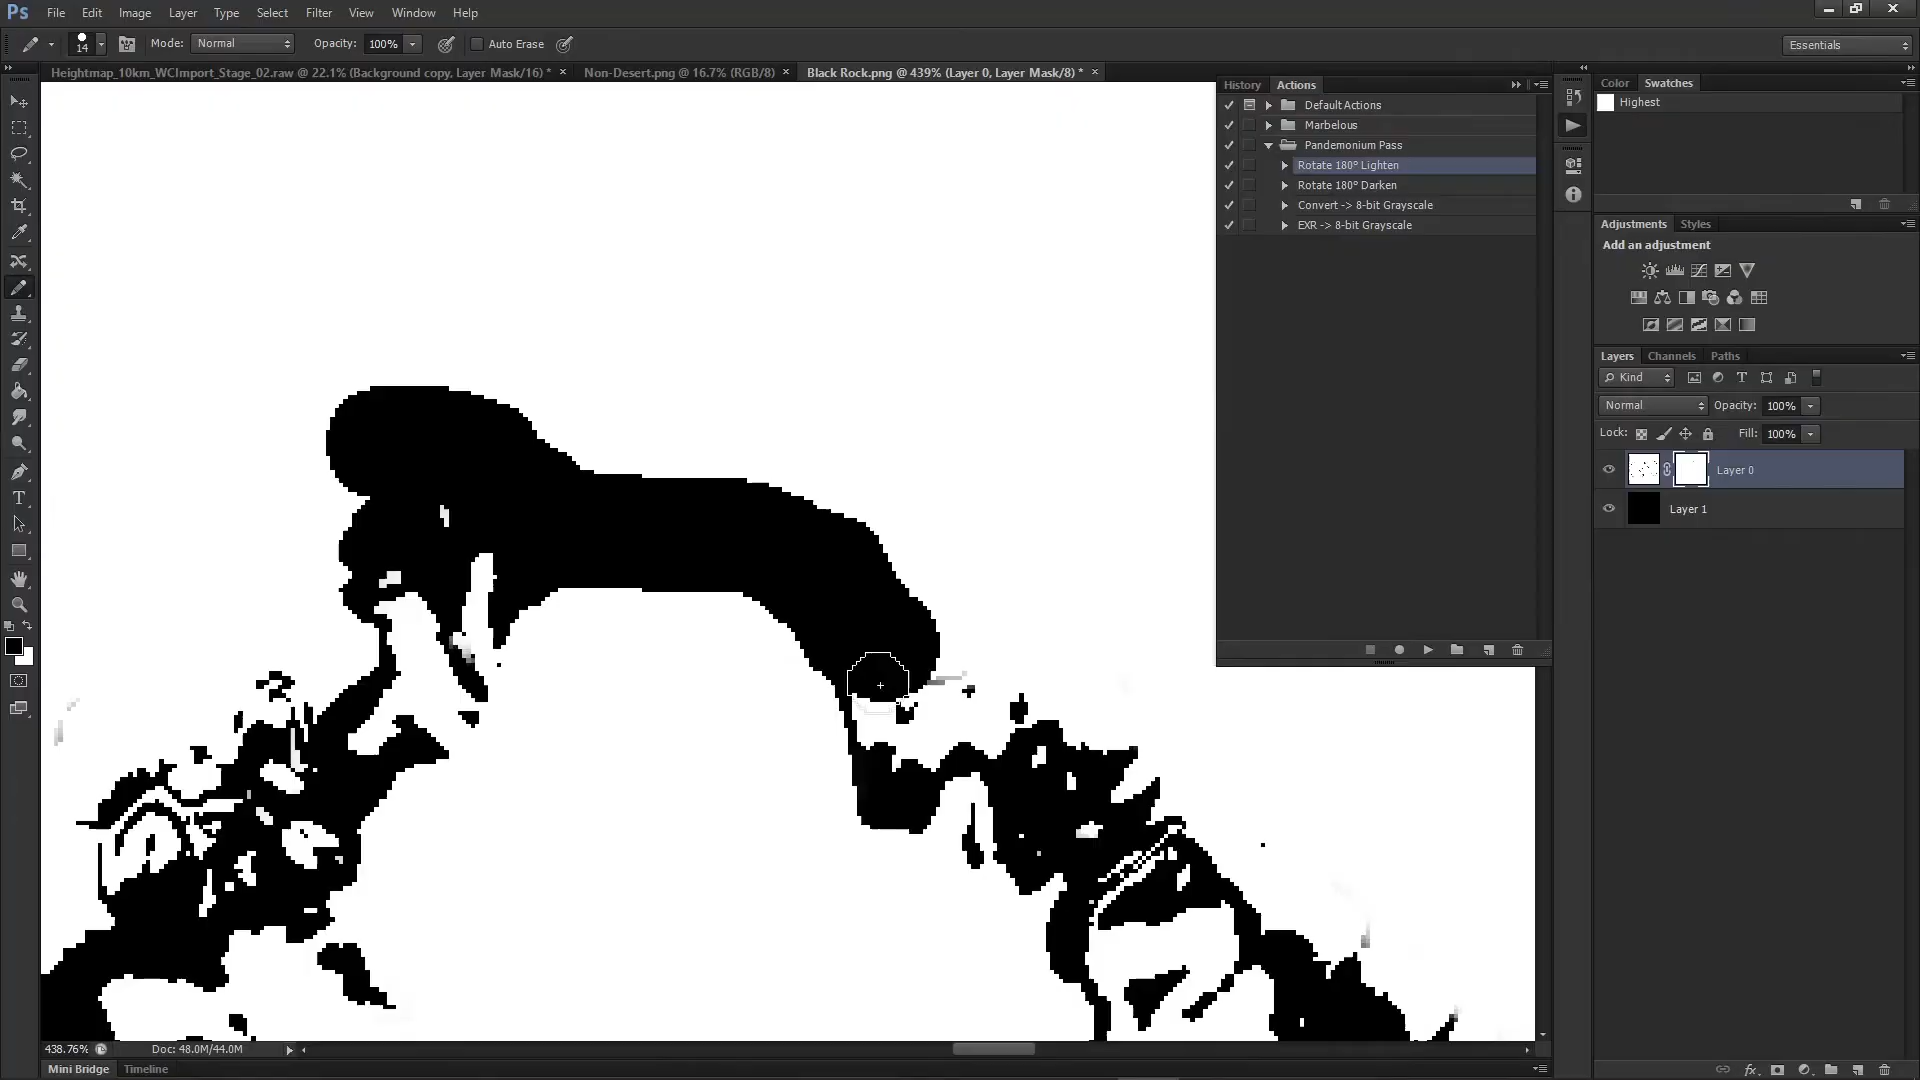 Ps File Edit Image Layer Type Select Filter View Window Help
14 Mode: Normal Opacity: 100% Auto Erase Essentials
Heightmap_10km_WCImport_Stage_02.raw @ 22.1% (Background copy, Layer Mask/16) * × Non-Desert.png @ 16.7% (RGB/8) × Black Rock.png @ 439% (Layer 0, Layer Mask/8) * ×
History Actions
Default Actions
Marbelous
Pandemonium Pass
Rotate 180º Lighten
Rotate 180º Darken
Convert -> 8-bit Grayscale
EXR -> 8-bit Grayscale
Color Swatches
Highest
Adjustments Styles
Add an adjustment
Layers Channels Paths
Kind
Normal Opacity: 100%
Lock: Fill: 100%
Layer 0
Layer 1
438.76% Doc: 48.0M/44.0M
Mini Bridge Timeline